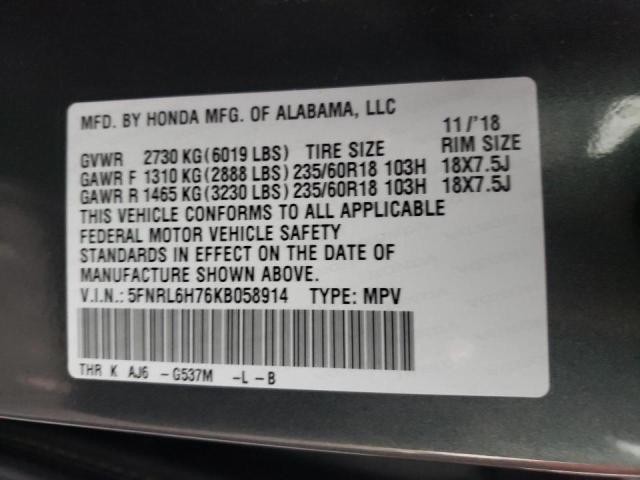 MFD. BY HONDA MFG. OF ALABAMA, LLC 11/'18
GVWR 2730 KG(6019 LBS) TIRE SIZE RIM SIZE
GAWR F 1310 KG(2888 LBS)235/60R18 103H 18X7.5J
GAWR R 1465 KG(3230 LBS)235/60R18 103H 18X7.5J
THIS VEHICLE CONFORMS TO ALL APPLICABLE
FEDERAL MOTOR VEHICLE SAFETY
STANDARDS IN EFFECT ON THE DATE OF
MANUFACTURE SHOWN ABOVE.
V.I.N.: 5FNRL6H76KB058914 TYPE: MPV
THR K AJ6 -G537M -L-B